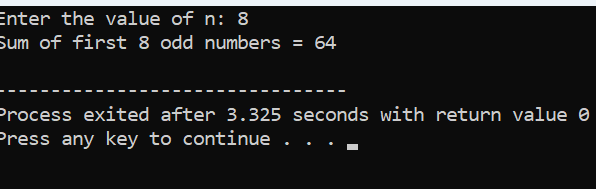 Enter the value of n: 8
Sum of first 8 odd numbers = 64
--------------------------------
Process exited after 3.325 seconds with return value 0
Press any key to continue . . .